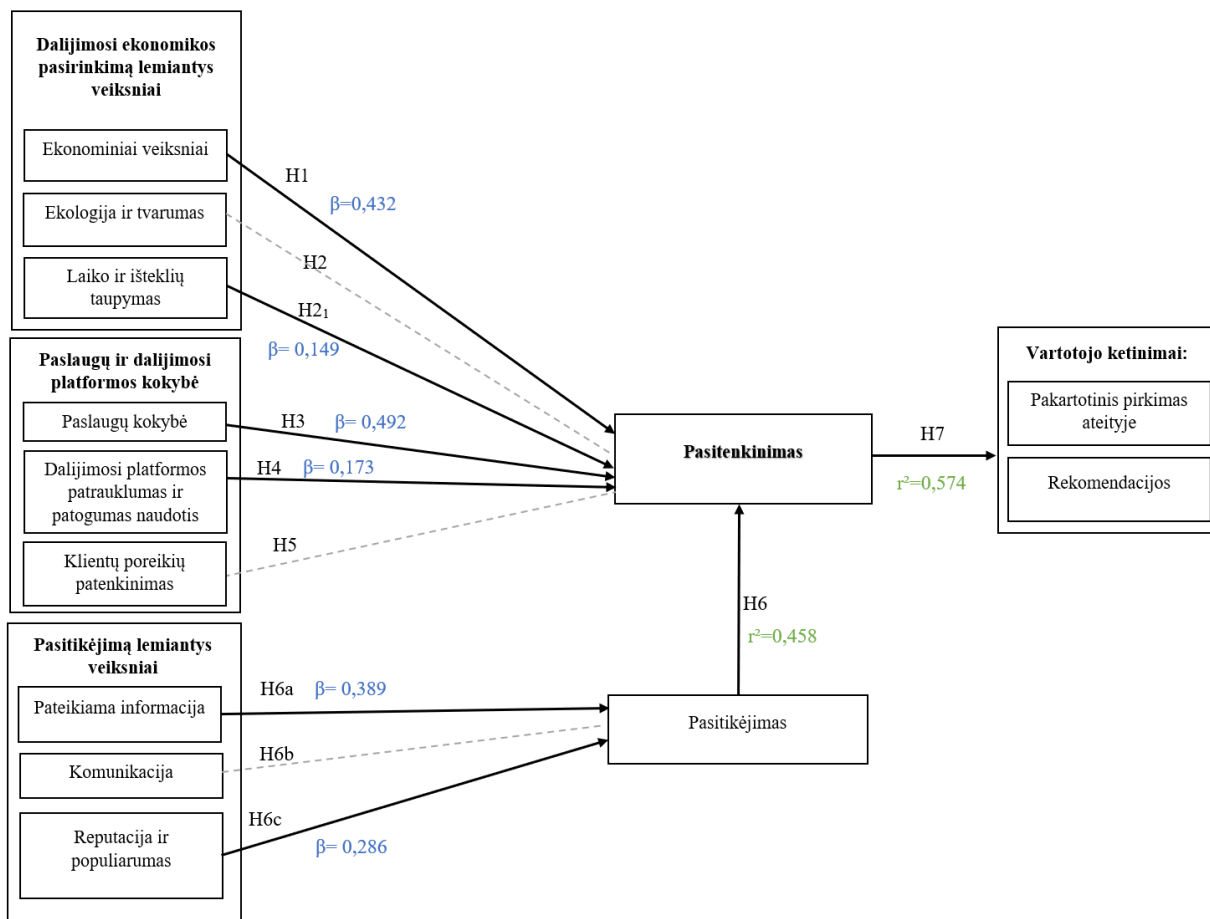 Dalijimosi ekonomikos
pasirinkimą lemiantys
veiksniai
Ekonominiai veiksniai
Ekologija ir tvarumas
Laiko ir išteklių
taupymas
H1
β=0,432
H2
H2₁
β= 0,149
Paslaugų ir dalijimosi
platformos kokybė
Paslaugų kokybė
Dalijimosi platformos
patrauklumas ir
patogumas naudotis
Klientų poreikių
patenkinimas
H3
β=0,492
H4
β=0,173
H5
Pasitikėjimą lemiantys
veiksniai
Pateikiama informacija
Komunikacija
Reputacija ir
populiarumas
H6a
β= 0,389
H6b
H6c
β= 0,286
Pasitenkinimas
H6
r²=0,458
Pasitikėjimas
H7
r²=0,574
Vartotojo ketinimai:
Pakartotinis pirkimas
ateityje
Rekomendacijos